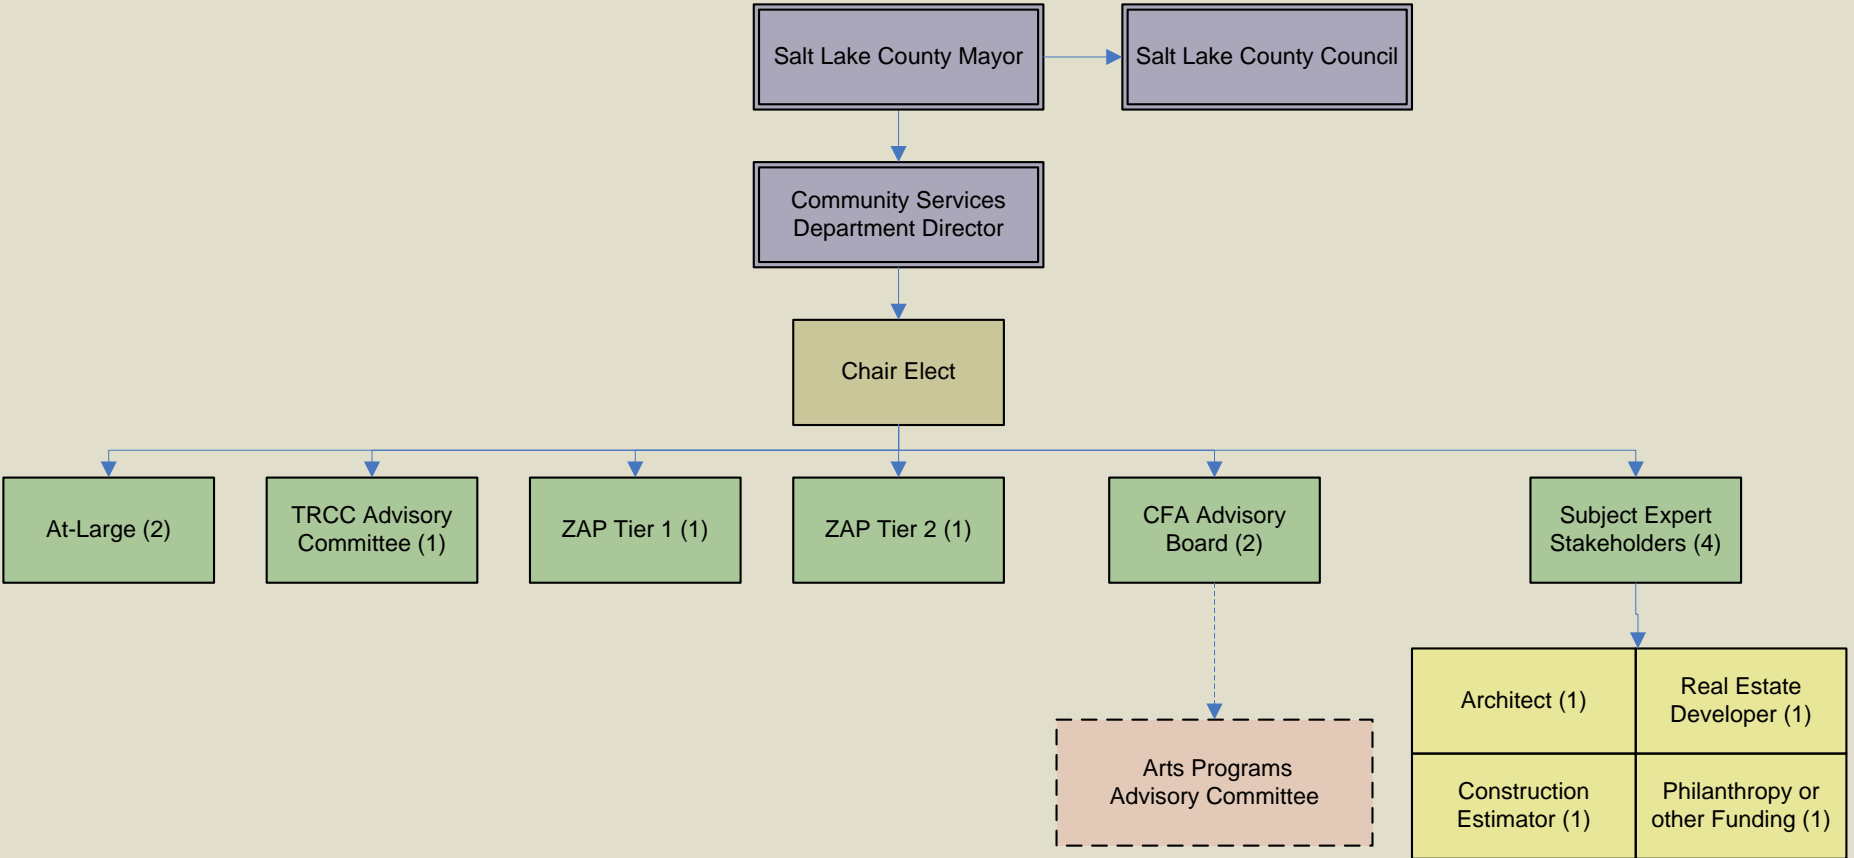 Salt Lake County Mayor
Salt Lake County Council
Community Services
Department Director
Chair Elect
At-Large (2)
TRCC Advisory
Committee (1)
ZAP Tier 1 (1)
ZAP Tier 2 (1)
CFA Advisory
Board (2)
Subject Expert
Stakeholders (4)
Architect (1)
Real Estate
Developer (1)
Arts Programs
Advisory Committee
Construction
Estimator (1)
Philanthropy or
other Funding (1)